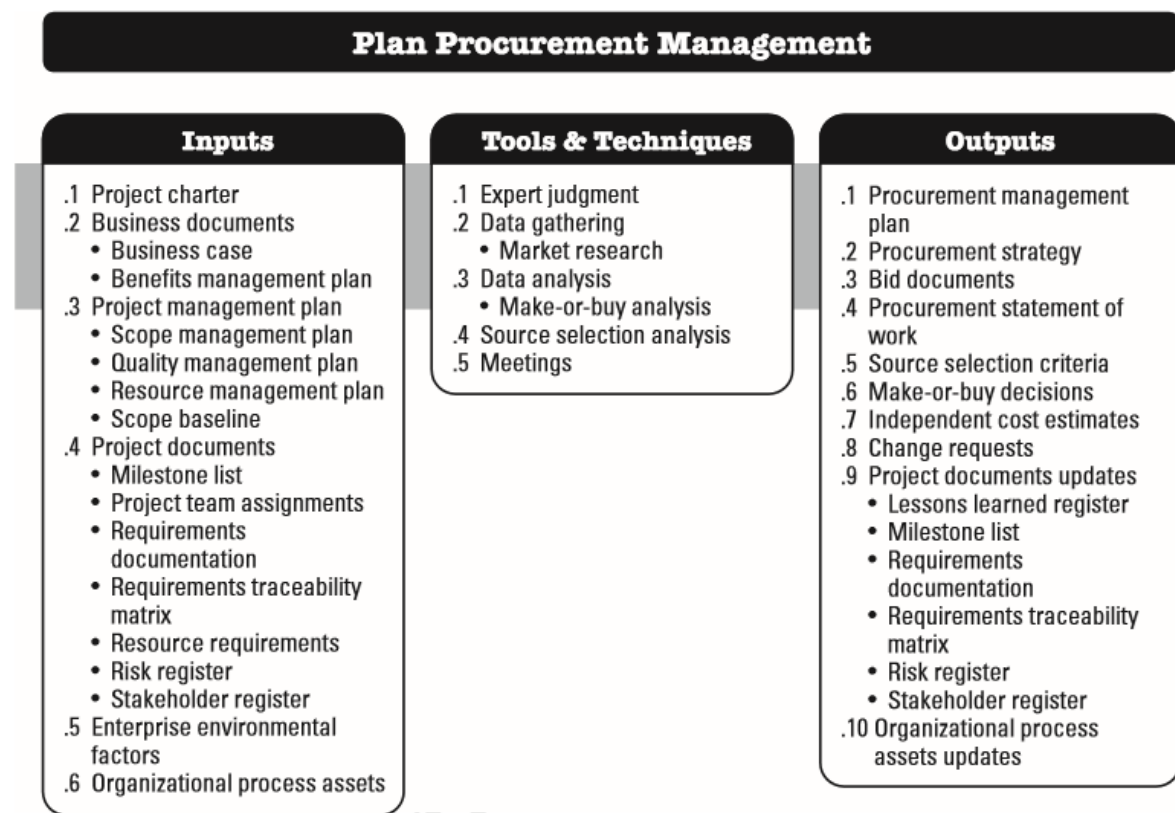 Plan Procurement Management
Inputs
.1 Project charter
.2 Business documents
• Business case
• Benefits management plan
.3 Project management plan
• Scope management plan
• Quality management plan
• Resource management plan
• Scope baseline
.4 Project documents
• Milestone list
• Project team assignments
• Requirements
documentation
• Requirements traceability
matrix
• Resource requirements
• Risk register
• Stakeholder register
.5 Enterprise environmental
factors
.6 Organizational process assets
Tools & Techniques
.1 Expert judgment
.2 Data gathering
• Market research
.3 Data analysis
• Make-or-buy analysis
.4 Source selection analysis
.5 Meetings
Outputs
.1 Procurement management
plan
.2 Procurement strategy
.3 Bid documents
.4 Procurement statement of
work
.5 Source selection criteria
.6 Make-or-buy decisions
.7 Independent cost estimates
.8 Change requests
.9 Project documents updates
• Lessons learned register
• Milestone list
• Requirements
documentation
• Requirements traceability
matrix
• Risk register
• Stakeholder register
.10 Organizational process
assets updates